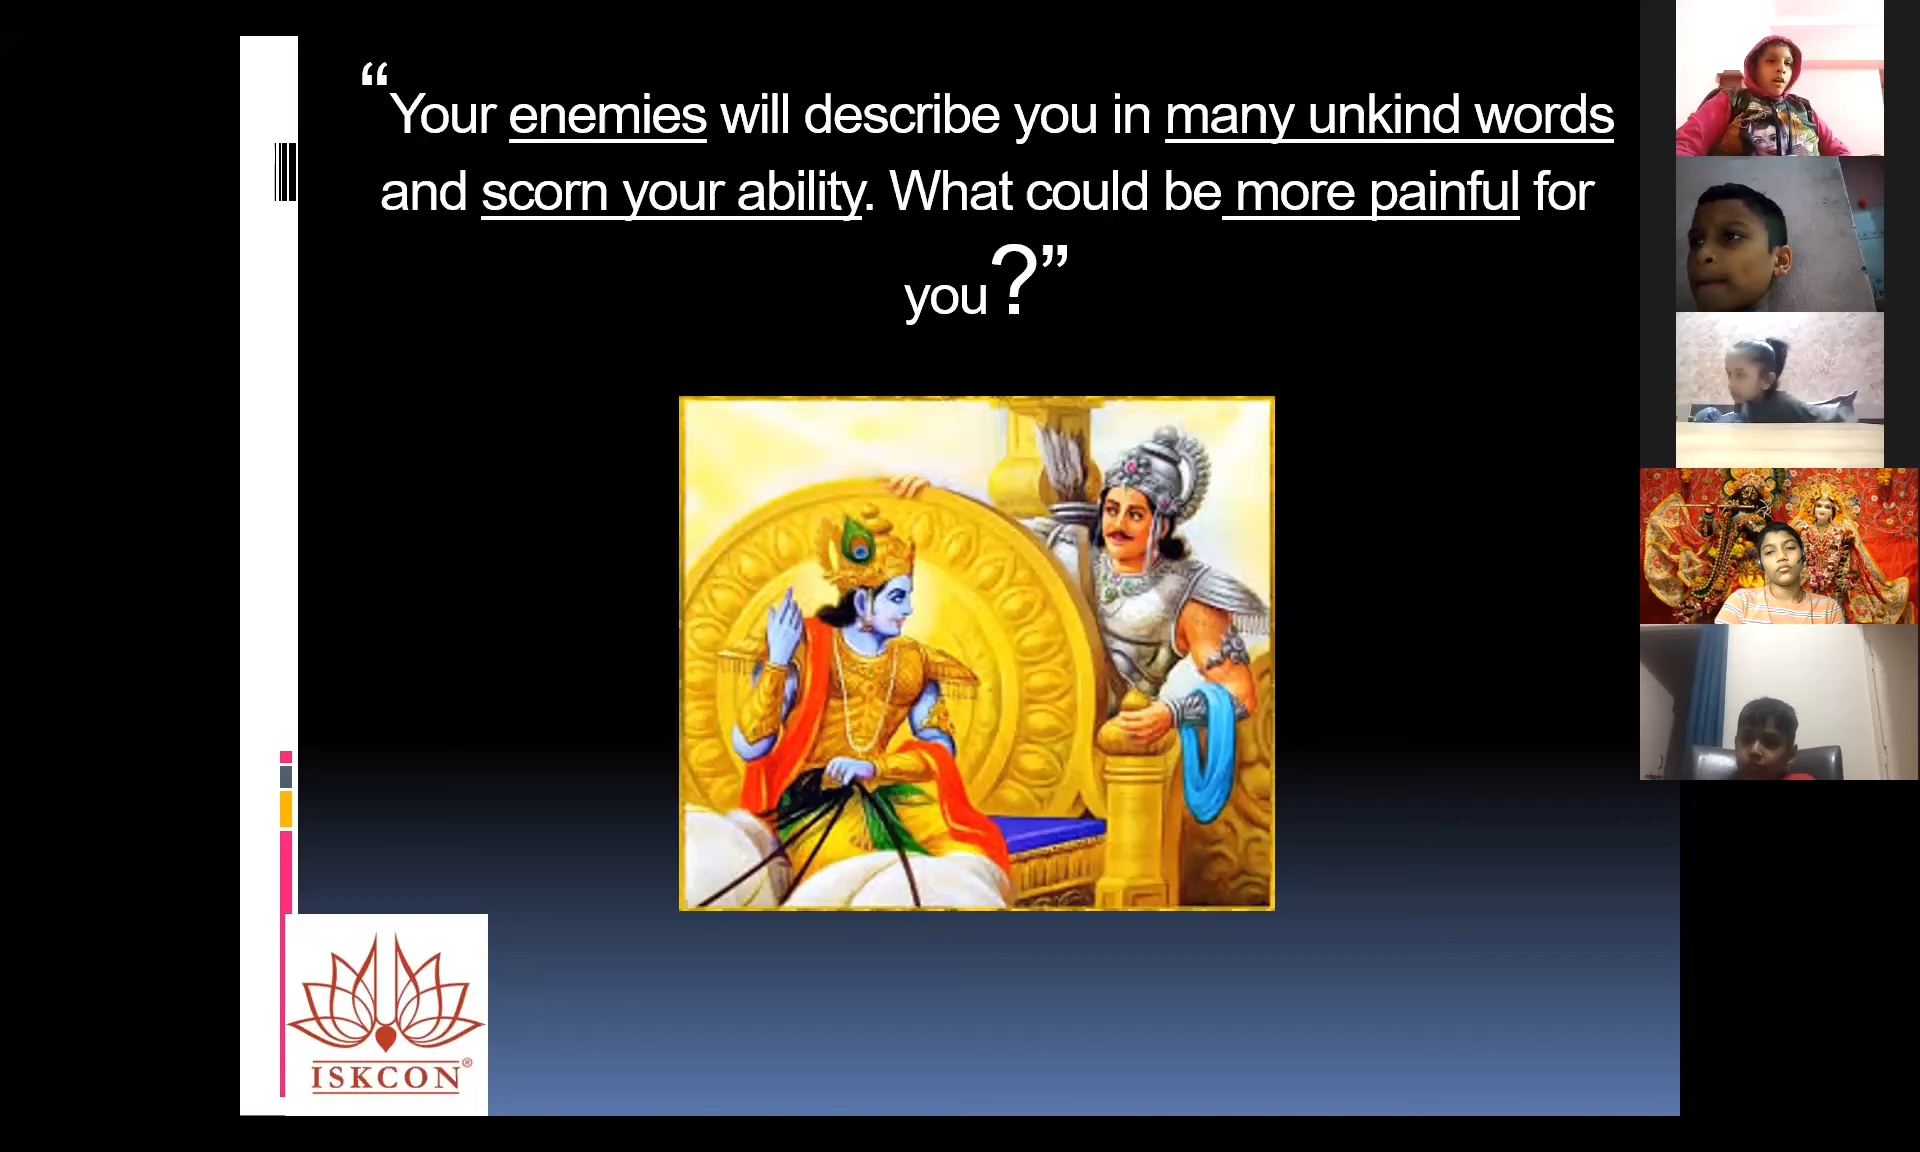 “Your enemies will describe you in many unkind words
and scorn your ability. What could be more painful for
you?”
ISKCON®